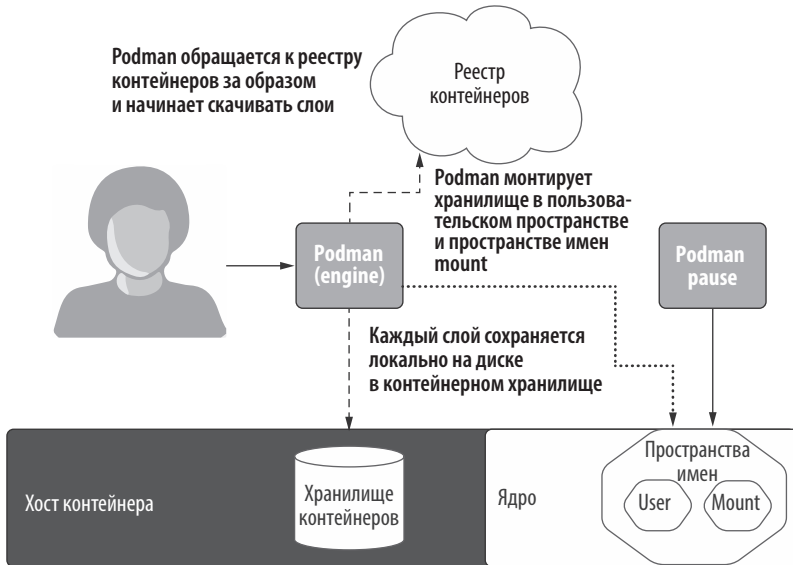 Podman обращается к реестру
контейнеров за образом
и начинает скачивать слои
Реестр
контейнеров
Podman монтирует
хранилище в пользова-
тельском пространстве
и пространстве имен
mount
Podman
(engine)
Podman
pause
Каждый слой сохраняется
локально на диске
в контейнерном хранилище
Хост контейнера
Хранилище
контейнеров
Ядро
Пространства
имен
User
Mount